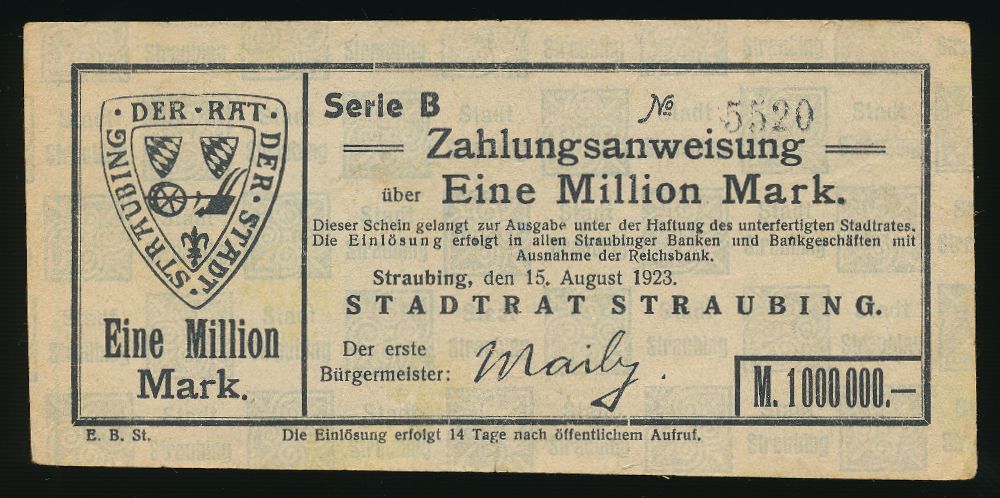 · DER · RAT · DER · STADT · STRAUBING
Eine Million
Mark.
Serie B
№ 5520
Zahlungsanweisung
über Eine Million Mark.
Dieser Schein gelangt zur Ausgabe unter der Haftung des unterfertigten Stadtrates.
Die Einlösung erfolgt in allen Straubinger Banken und Bankgeschäften mit
Ausnahme der Reichsbank.
Straubing, den 15. August 1923.
STADTRAT STRAUBING.
Der erste
Bürgermeister:
M. 1000000.—
E. B. St.
Die Einlösung erfolgt 14 Tage nach öffentlichem Aufruf.
Stadt
Straubing